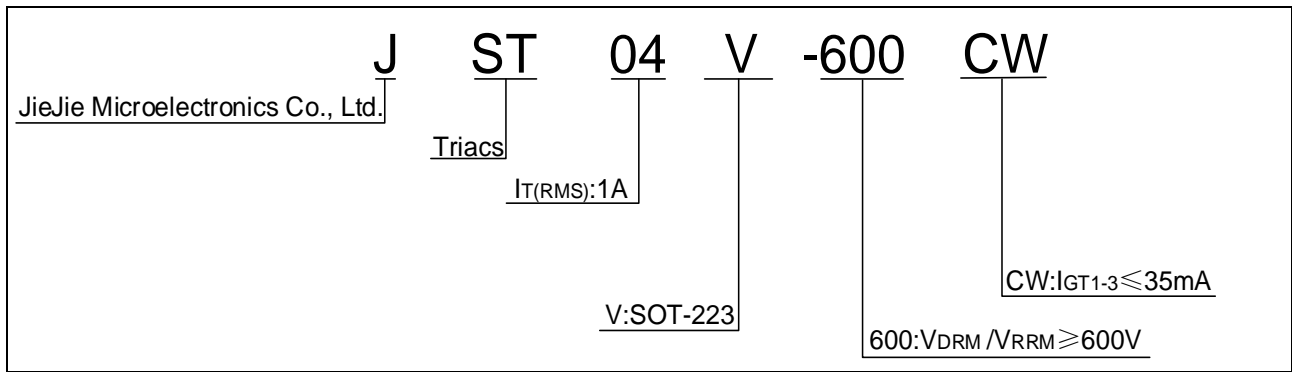 J ST 04 V -600 CW
JieJie Microelectronics Co., Ltd.
Triacs
IT(RMS):1A
CW:IGT1-3≤35mA
V:SOT-223
600:VDRM /VRRM≥600V